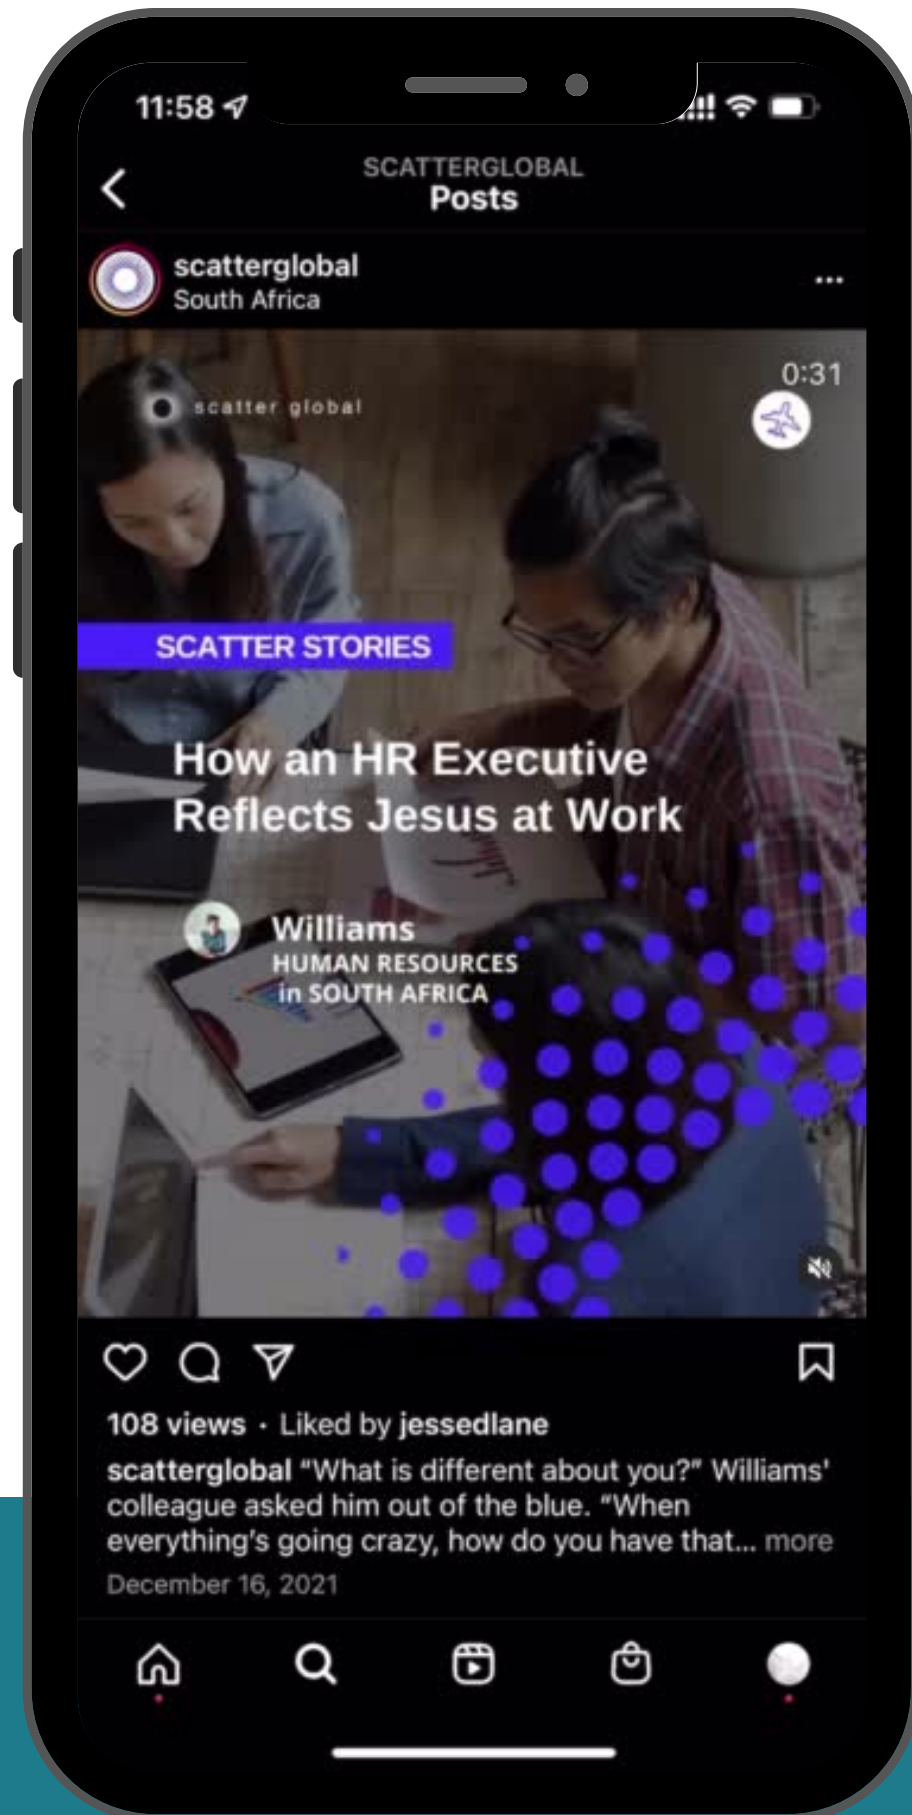 11:58
SCATTERGLOBAL
Posts
scatterglobal
South Africa
0:31
scatter global
SCATTER STORIES
How an HR Executive
Reflects Jesus at Work
Williams
HUMAN RESOURCES
in SOUTH AFRICA
108 views · Liked by jessedlane
scatterglobal “What is different about you?” Williams'
colleague asked him out of the blue. “When
everything’s going crazy, how do you have that... more
December 16, 2021